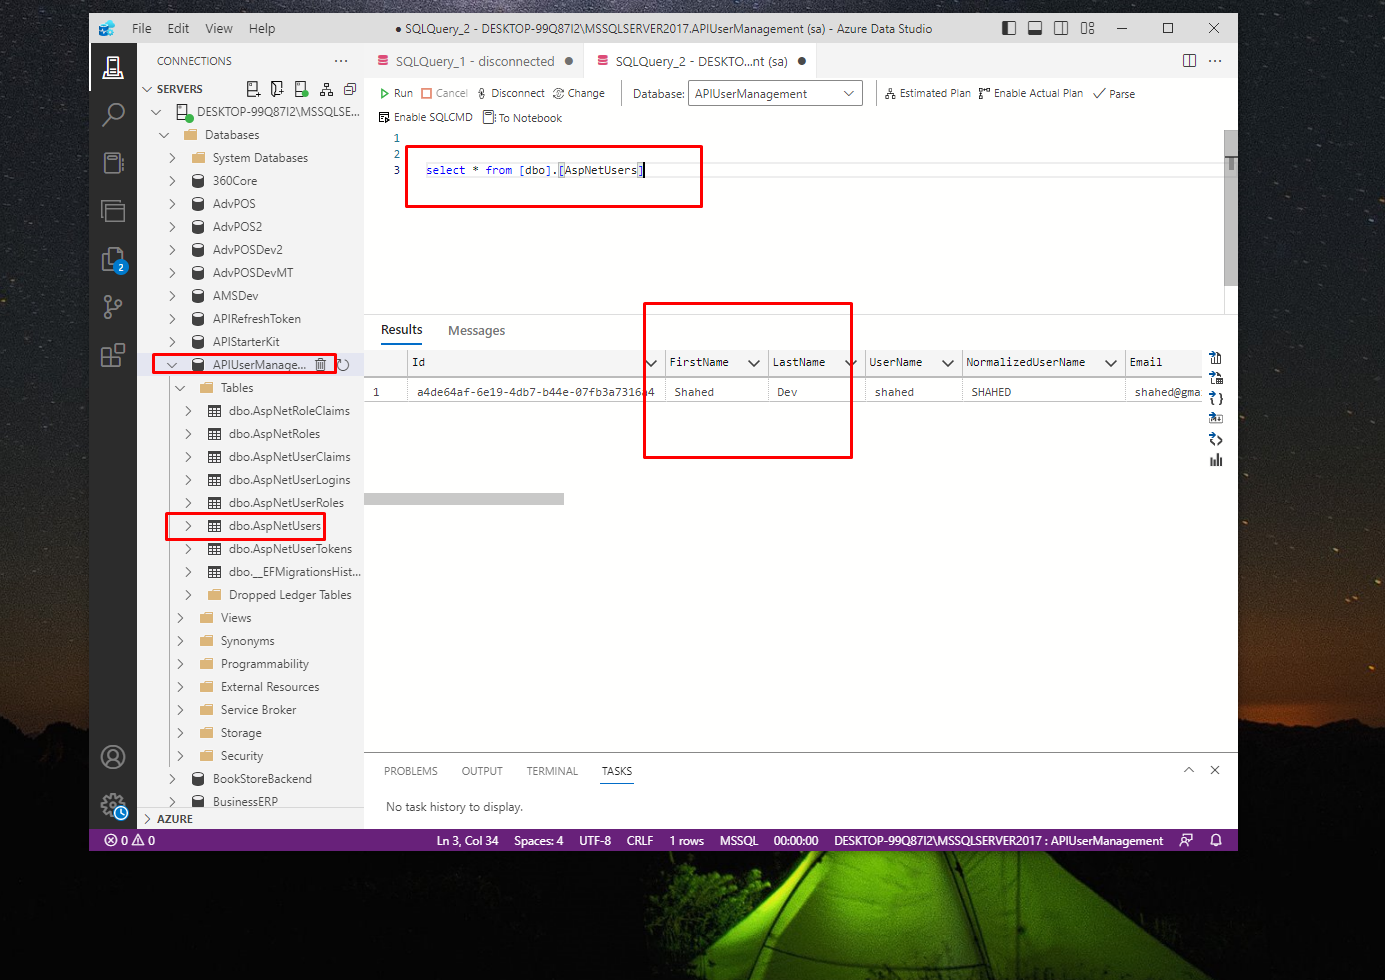 File Edit View Help
● SQLQuery_2 - DESKTOP-99Q87I2\MSSQLSERVER2017.APIUserManagement (sa) - Azure Data Studio
CONNECTIONS
SERVERS
DESKTOP-99Q87I2\MSSQLSE...
Databases
System Databases
360Core
AdvPOS
AdvPOS2
AdvPOSDev2
AdvPOSDevMT
AMSDev
APIRefreshToken
APIStarterKit
APIUserManage...
Tables
dbo.AspNetRoleClaims
dbo.AspNetRoles
dbo.AspNetUserClaims
dbo.AspNetUserLogins
dbo.AspNetUserRoles
dbo.AspNetUsers
dbo.AspNetUserTokens
dbo.__EFMigrationsHist...
Dropped Ledger Tables
Views
Synonyms
Programmability
External Resources
Service Broker
Storage
Security
BookStoreBackend
BusinessERP
AZURE
2
SQLQuery_1 - disconnected ●
SQLQuery_2 - DESKTO...nt (sa) ●
Run Cancel Disconnect Change Database: APIUserManagement Estimated Plan Enable Actual Plan Parse
Enable SQLCMD To Notebook
1
2
3 select * from [dbo].[AspNetUsers]
Results Messages
Id FirstName LastName UserName NormalizedUserName Email
1 a4de64af-6e19-4db7-b44e-07fb3a7316a4 Shahed Dev shahed SHAHED shahed@gma
PROBLEMS OUTPUT TERMINAL TASKS
No task history to display.
0 0 Ln 3, Col 34 Spaces: 4 UTF-8 CRLF 1 rows MSSQL 00:00:00 DESKTOP-99Q87I2\MSSQLSERVER2017 : APIUserManagement